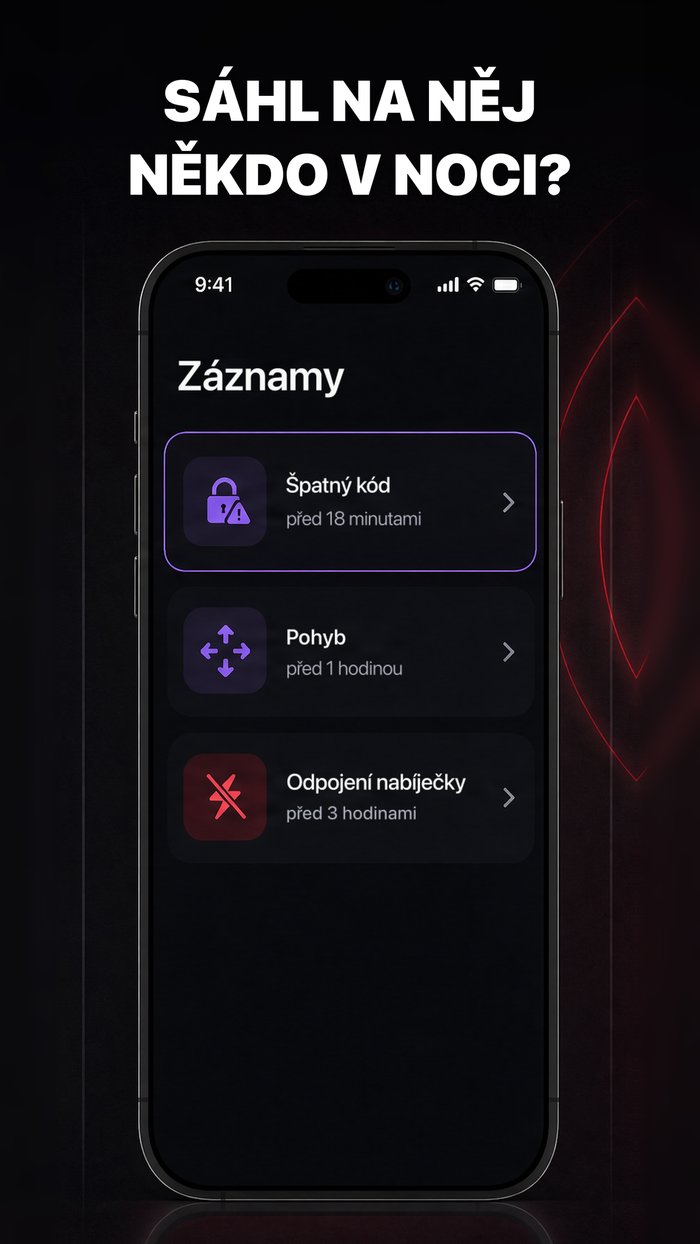 SÁHL NA NĚJ
NĚKDO V NOCI?
9:41
Záznamy
Špatný kód
před 18 minutami
Pohyb
před 1 hodinou
Odpojení nabíječky
před 3 hodinami